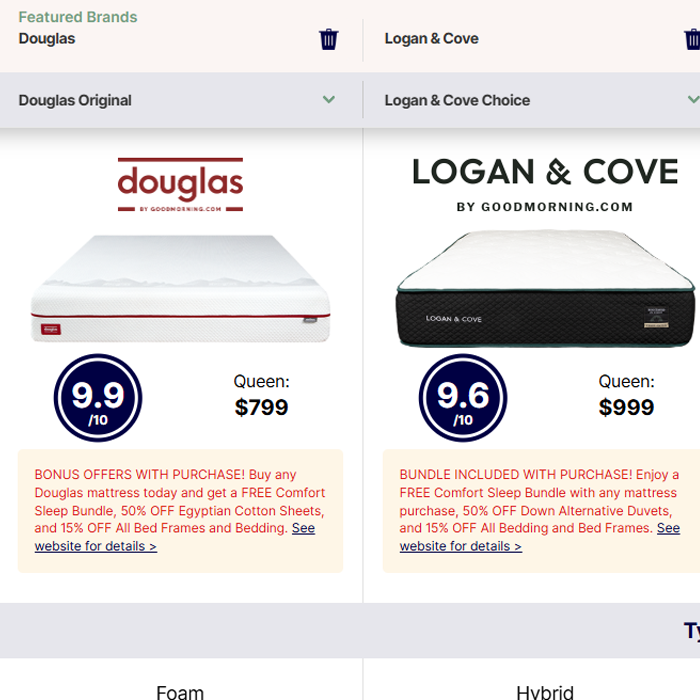 Featured Brands
Douglas
Logan & Cove
Douglas Original
Logan & Cove Choice
douglas
BY GOODMORNING.COM
LOGAN & COVE
BY GOODMORNING.COM
douglas
LOGAN & COVE
9.9
/10
Queen:
$799
9.6
/10
Queen:
$999
BONUS OFFERS WITH PURCHASE! Buy any
Douglas mattress today and get a FREE Comfort
Sleep Bundle, 50% OFF Egyptian Cotton Sheets,
and 15% OFF All Bed Frames and Bedding. See
website for details >
BUNDLE INCLUDED WITH PURCHASE! Enjoy a
FREE Comfort Sleep Bundle with any mattress
purchase, 50% OFF Down Alternative Duvets,
and 15% OFF All Bedding and Bed Frames. See
website for details >
Ty
Foam
Hybrid